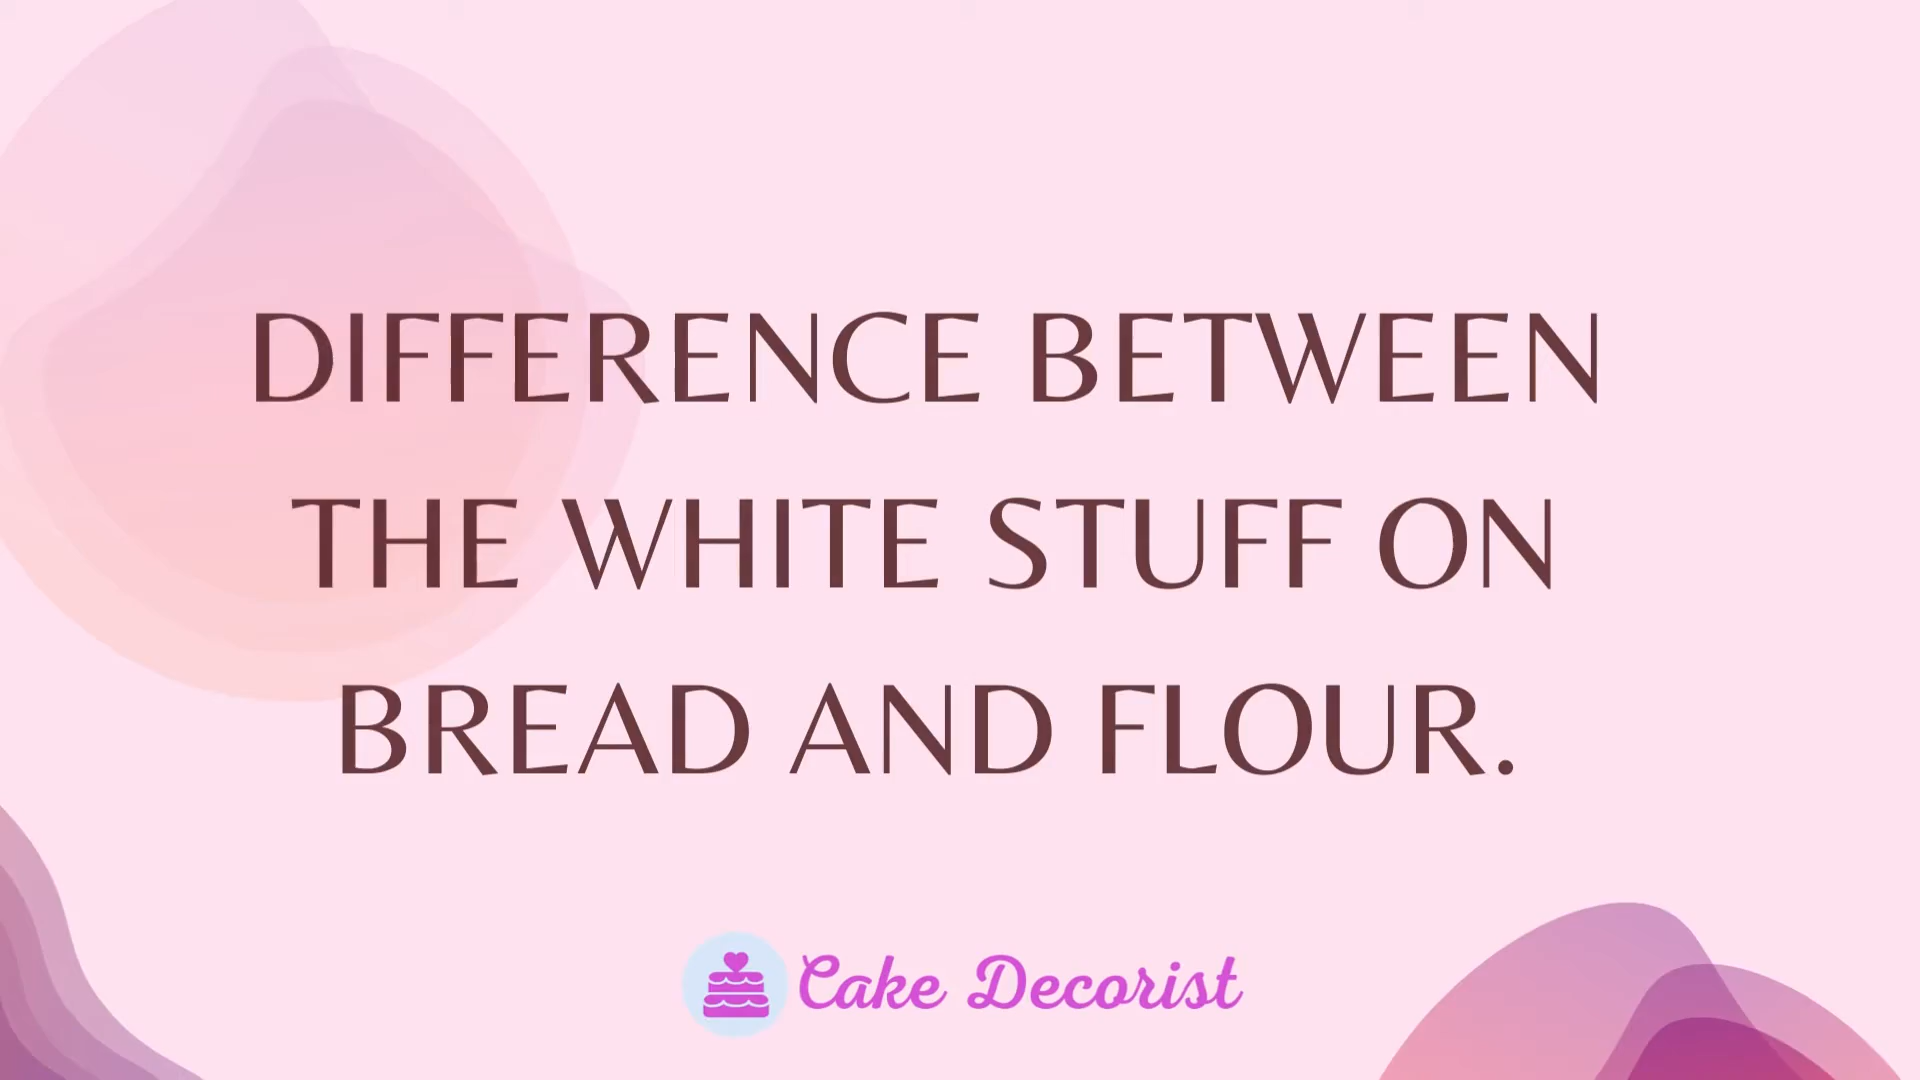 DIFFERENCE BETWEEN
THE WHITE STUFF ON
BREAD AND FLOUR.
Cake Decorist